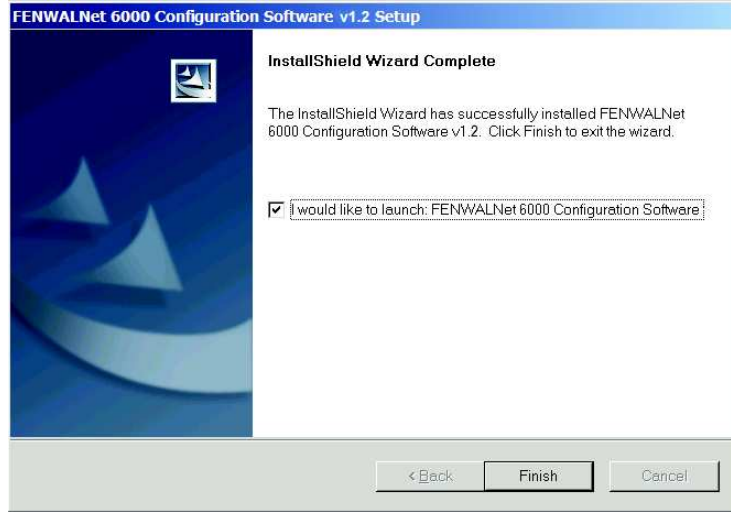 FENWALNet 6000 Configuration Software v1.2 Setup
InstallShield Wizard Complete
The InstallShield Wizard has successfully installed FENWALNet
6000 Configuration Software v1.2. Click Finish to exit the wizard.
I would like to launch: FENWALNet 6000 Configuration Software
< Back
Finish
Cancel